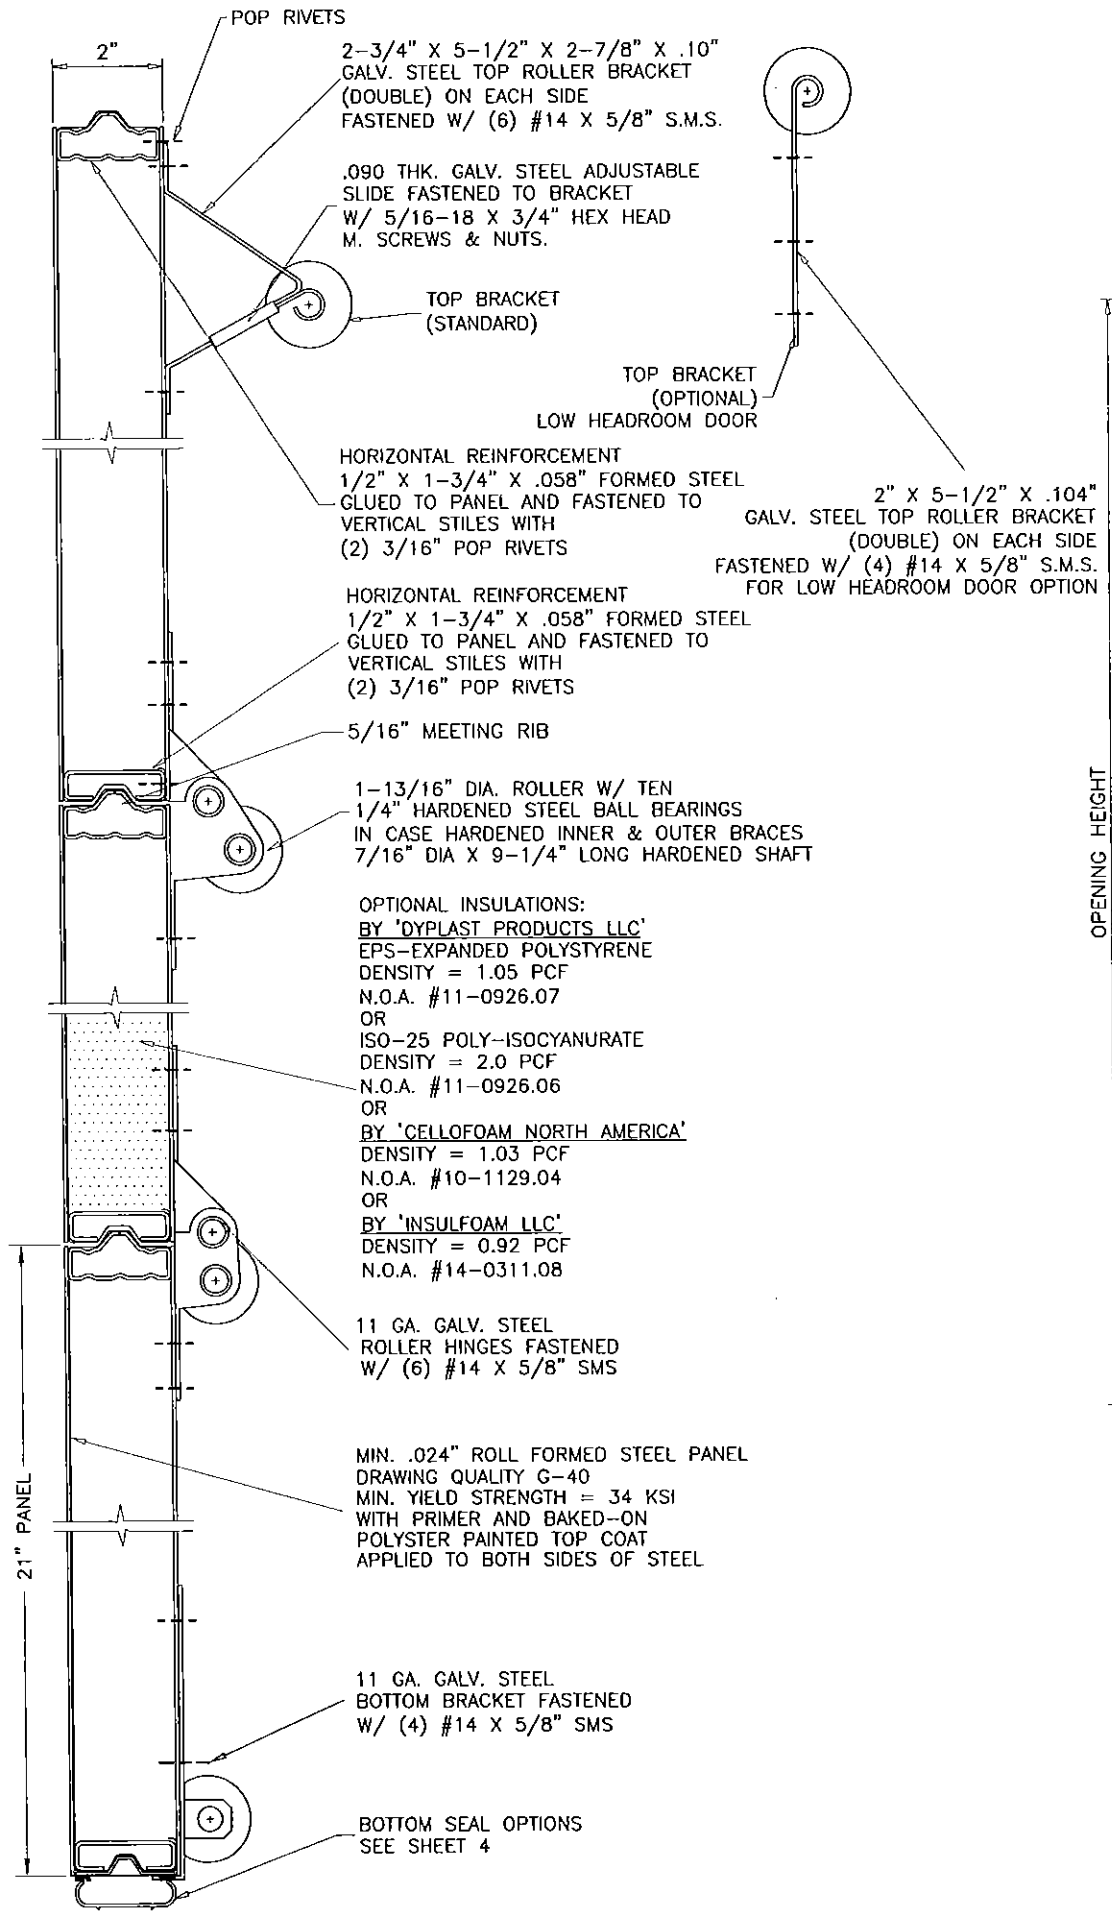 POP RIVETS
2"
2-3/4" X 5-1/2" X 2-7/8" X .10"
GALV. STEEL TOP ROLLER BRACKET
(DOUBLE) ON EACH SIDE
FASTENED W/ (6) #14 X 5/8" S.M.S.
.090 THK. GALV. STEEL ADJUSTABLE
SLIDE FASTENED TO BRACKET
W/ 5/16-18 X 3/4" HEX HEAD
M. SCREWS & NUTS.
TOP BRACKET
(STANDARD)
TOP BRACKET
(OPTIONAL)
LOW HEADROOM DOOR
HORIZONTAL REINFORCEMENT
1/2" X 1-3/4" X .058" FORMED STEEL
GLUED TO PANEL AND FASTENED TO
VERTICAL STILES WITH
(2) 3/16" POP RIVETS
2" X 5-1/2" X .104"
GALV. STEEL TOP ROLLER BRACKET
(DOUBLE) ON EACH SIDE
FASTENED W/ (4) #14 X 5/8" S.M.S.
FOR LOW HEADROOM DOOR OPTION
HORIZONTAL REINFORCEMENT
1/2" X 1-3/4" X .058" FORMED STEEL
GLUED TO PANEL AND FASTENED TO
VERTICAL STILES WITH
(2) 3/16" POP RIVETS
5/16" MEETING RIB
1-13/16" DIA. ROLLER W/ TEN
1/4" HARDENED STEEL BALL BEARINGS
IN CASE HARDENED INNER & OUTER BRACES
7/16" DIA X 9-1/4" LONG HARDENED SHAFT
OPENING HEIGHT
OPTIONAL INSULATIONS:
BY 'DYPLAST PRODUCTS LLC'
EPS-EXPANDED POLYSTYRENE
DENSITY = 1.05 PCF
N.O.A. #11-0926.07
OR
ISO-25 POLY-ISOCYANURATE
DENSITY = 2.0 PCF
N.O.A. #11-0926.06
OR
BY 'CELLOFOAM NORTH AMERICA'
DENSITY = 1.03 PCF
N.O.A. #10-1129.04
OR
BY 'INSULFOAM LLC'
DENSITY = 0.92 PCF
N.O.A. #14-0311.08
11 GA. GALV. STEEL
ROLLER HINGES FASTENED
W/ (6) #14 X 5/8" SMS
MIN. .024" ROLL FORMED STEEL PANEL
DRAWING QUALITY G-40
MIN. YIELD STRENGTH = 34 KSI
WITH PRIMER AND BAKED-ON
POLYSTER PAINTED TOP COAT
APPLIED TO BOTH SIDES OF STEEL
21" PANEL
11 GA. GALV. STEEL
BOTTOM BRACKET FASTENED
W/ (4) #14 X 5/8" SMS
BOTTOM SEAL OPTIONS
SEE SHEET 4